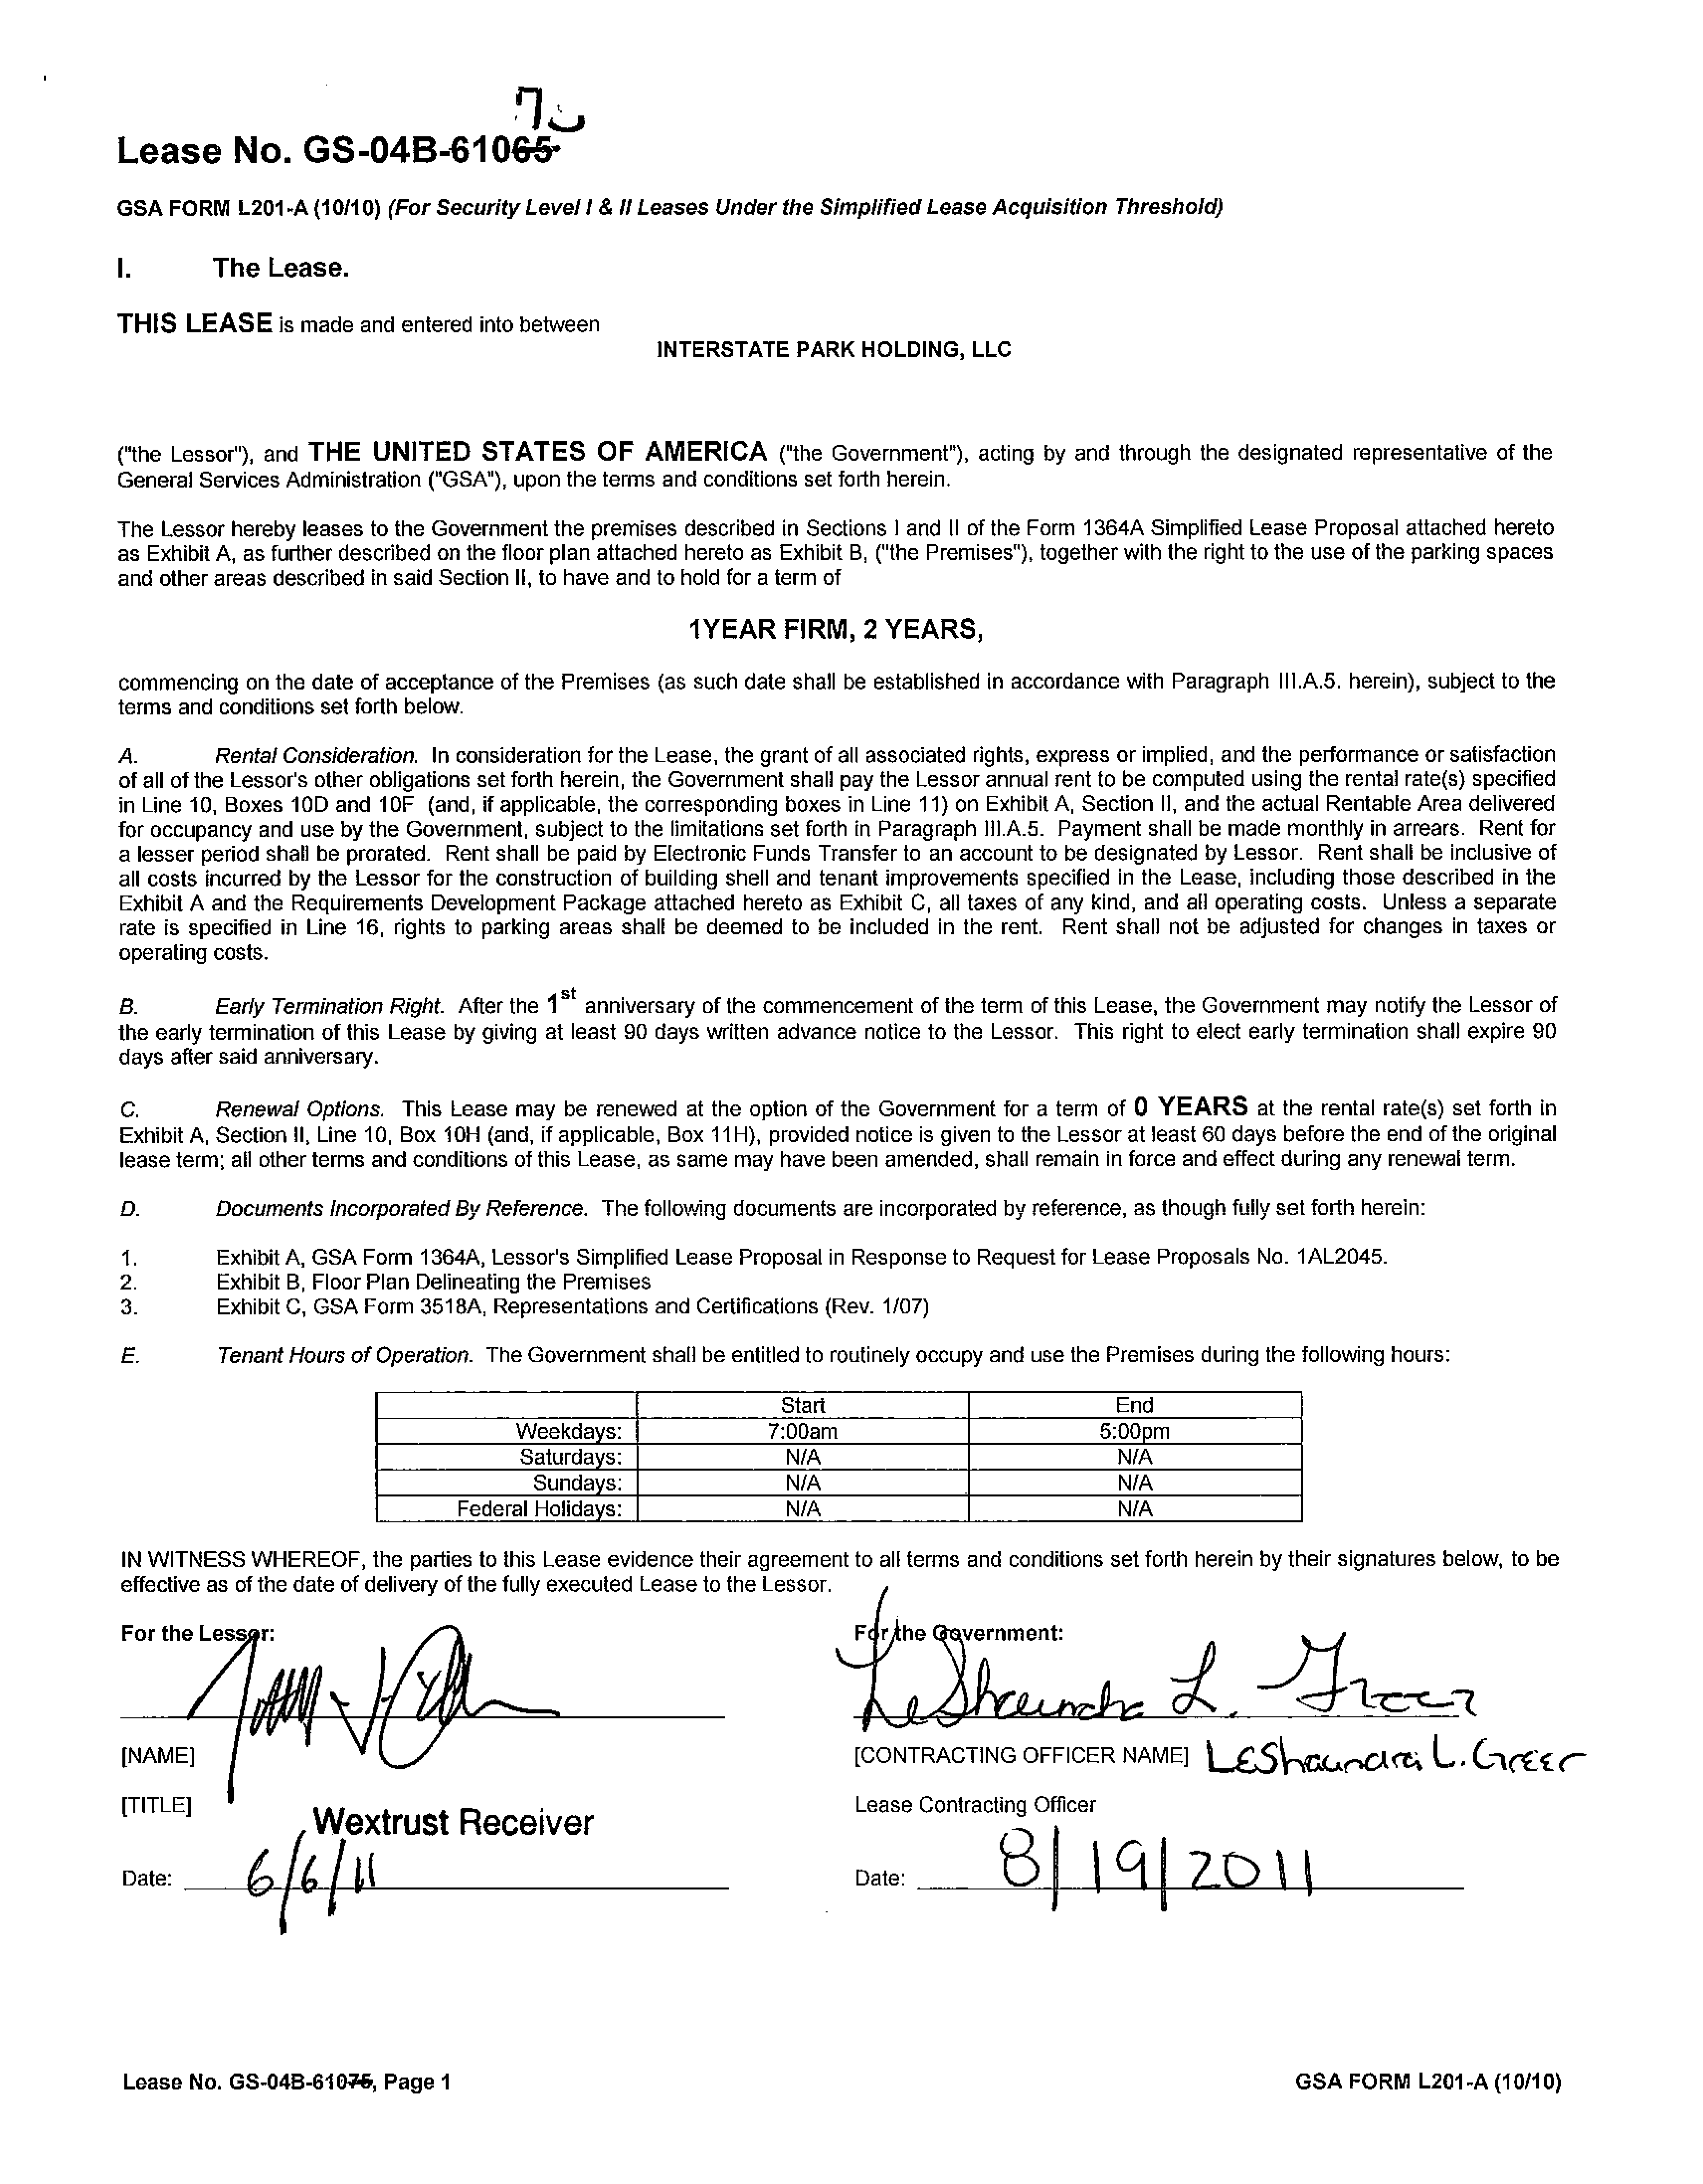 70
Lease No. GS-04B-61065
GSA FORM L201-A (10/10) (For Security Level I & II Leases Under the Simplified Lease Acquisition Threshold)
I. The Lease.
THIS LEASE is made and entered into between
INTERSTATE PARK HOLDING, LLC
("the Lessor"), and THE UNITED STATES OF AMERICA ("the Government"), acting by and through the designated representative of the
General Services Administration ("GSA"), upon the terms and conditions set forth herein.
The Lessor hereby leases to the Government the premises described in Sections I and II of the Form 1364A Simplified Lease Proposal attached hereto
as Exhibit A, as further described on the floor plan attached hereto as Exhibit B, ("the Premises"), together with the right to the use of the parking spaces
and other areas described in said Section II, to have and to hold for a term of
1YEAR FIRM, 2 YEARS,
commencing on the date of acceptance of the Premises (as such date shall be established in accordance with Paragraph III.A.5. herein), subject to the
terms and conditions set forth below.
A. Rental Consideration. In consideration for the Lease, the grant of all associated rights, express or implied, and the performance or satisfaction
of all of the Lessor's other obligations set forth herein, the Government shall pay the Lessor annual rent to be computed using the rental rate(s) specified
in Line 10, Boxes 10D and 10F (and, if applicable, the corresponding boxes in Line 11) on Exhibit A, Section II, and the actual Rentable Area delivered
for occupancy and use by the Government, subject to the limitations set forth in Paragraph III.A.5. Payment shall be made monthly in arrears. Rent for
a lesser period shall be prorated. Rent shall be paid by Electronic Funds Transfer to an account to be designated by Lessor. Rent shall be inclusive of
all costs incurred by the Lessor for the construction of building shell and tenant improvements specified in the Lease, including those described in the
Exhibit A and the Requirements Development Package attached hereto as Exhibit C, all taxes of any kind, and all operating costs. Unless a separate
rate is specified in Line 16, rights to parking areas shall be deemed to be included in the rent. Rent shall not be adjusted for changes in taxes or
operating costs.
B. Early Termination Right. After the 1st anniversary of the commencement of the term of this Lease, the Government may notify the Lessor of
the early termination of this Lease by giving at least 90 days written advance notice to the Lessor. This right to elect early termination shall expire 90
days after said anniversary.
C. Renewal Options. This Lease may be renewed at the option of the Government for a term of 0 YEARS at the rental rate(s) set forth in
Exhibit A, Section II, Line 10, Box 10H (and, if applicable, Box 11H), provided notice is given to the Lessor at least 60 days before the end of the original
lease term; all other terms and conditions of this Lease, as same may have been amended, shall remain in force and effect during any renewal term.
D. Documents Incorporated By Reference. The following documents are incorporated by reference, as though fully set forth herein:
1. Exhibit A, GSA Form 1364A, Lessor's Simplified Lease Proposal in Response to Request for Lease Proposals No. 1AL2045.
2. Exhibit B, Floor Plan Delineating the Premises
3. Exhibit C, GSA Form 3518A, Representations and Certifications (Rev. 1/07)
E. Tenant Hours of Operation. The Government shall be entitled to routinely occupy and use the Premises during the following hours:
Start End
Weekdays: 7:00am 5:00pm
Saturdays: N/A N/A
Sundays: N/A N/A
Federal Holidays: N/A N/A
IN WITNESS WHEREOF, the parties to this Lease evidence their agreement to all terms and conditions set forth herein by their signatures below, to be
effective as of the date of delivery of the fully executed Lease to the Lessor.
For the Lessor: For the Government:
LeShaundra L. Greer
[NAME] [CONTRACTING OFFICER NAME] LeShaundra L. Greer
[TITLE] Lease Contracting Officer
Wextrust Receiver
Date: 6/6/11 Date: 8/19/2011
Lease No. GS-04B-61075, Page 1 GSA FORM L201-A (10/10)